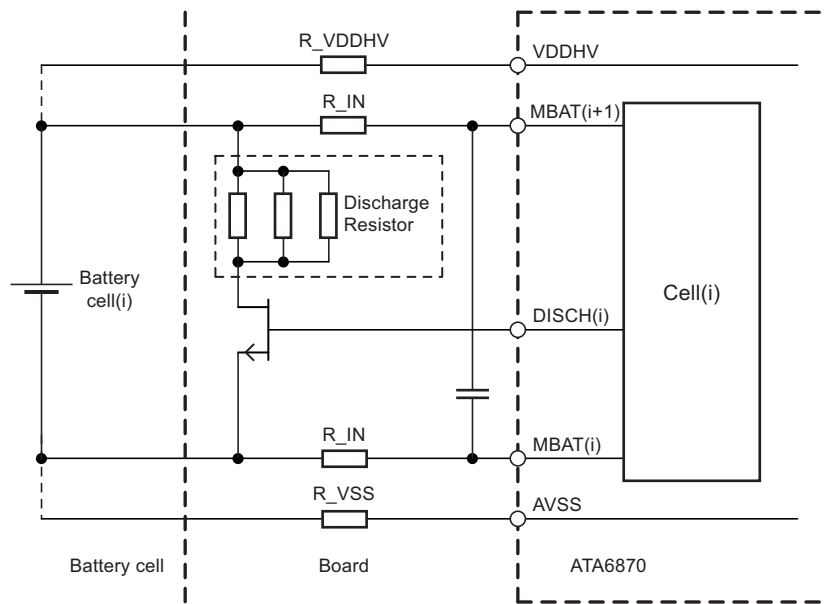 R_VDDHV
VDDHV
R_IN
MBAT(i+1)
Discharge
Resistor
Battery
cell(i)
Cell(i)
DISCH(i)
R_IN
MBAT(i)
R_VSS
AVSS
Battery cell
Board
ATA6870